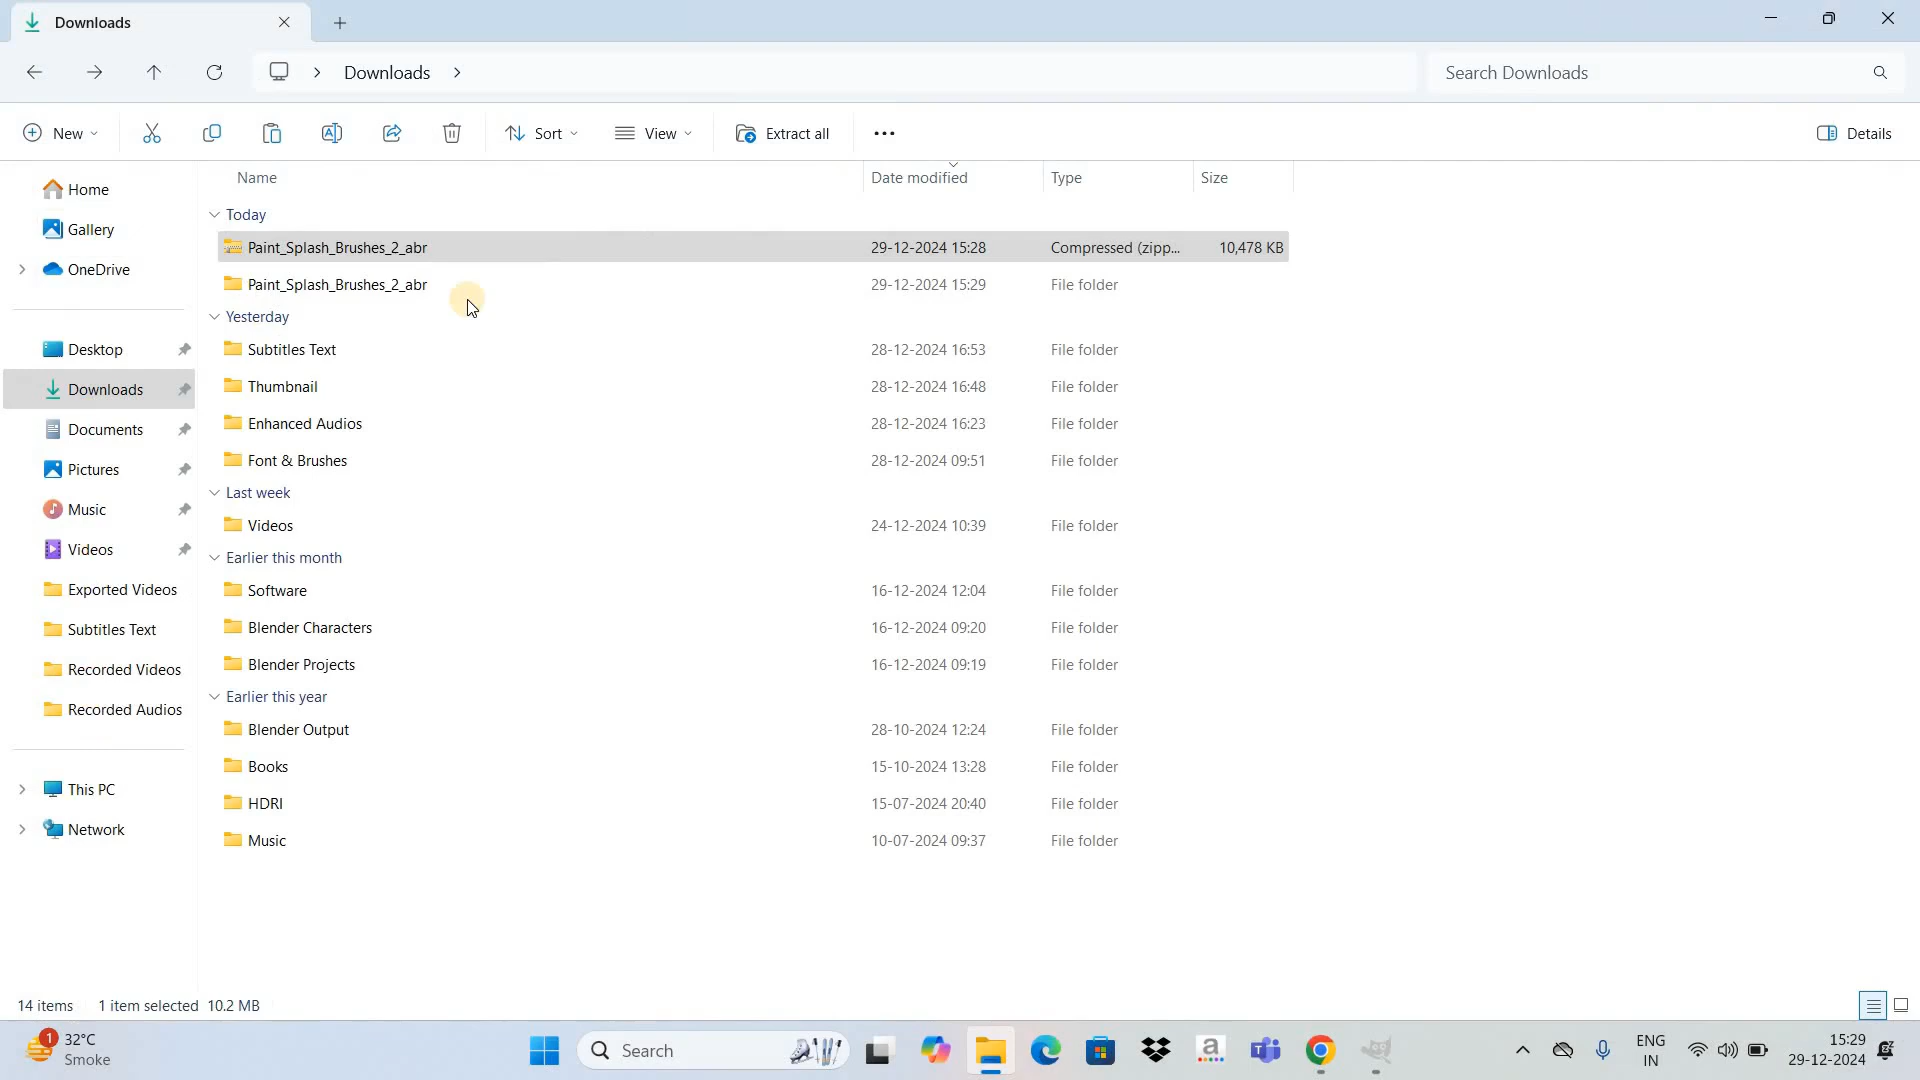 Downloads
Downloads
Search Downloads
New
Sort
View
Extract all
Details
Name Date modified Type Size
Home
Gallery
OneDrive
Desktop
Downloads
Documents
Pictures
Music
Videos
Exported Videos
Subtitles Text
Recorded Videos
Recorded Audios
This PC
Network
Today
Paint_Splash_Brushes_2_abr 29-12-2024 15:28 Compressed (zipp... 10,478 KB
Paint_Splash_Brushes_2_abr 29-12-2024 15:29 File folder
Yesterday
Subtitles Text 28-12-2024 16:53 File folder
Thumbnail 28-12-2024 16:48 File folder
Enhanced Audios 28-12-2024 16:23 File folder
Font & Brushes 28-12-2024 09:51 File folder
Last week
Videos 24-12-2024 10:39 File folder
Earlier this month
Software 16-12-2024 12:04 File folder
Blender Characters 16-12-2024 09:20 File folder
Blender Projects 16-12-2024 09:19 File folder
Earlier this year
Blender Output 28-10-2024 12:24 File folder
Books 15-10-2024 13:28 File folder
HDRI 15-07-2024 20:40 File folder
Music 10-07-2024 09:37 File folder
14 items 1 item selected 10.2 MB
1
32°C
Smoke
Search
a
ENG
IN
15:29
29-12-2024